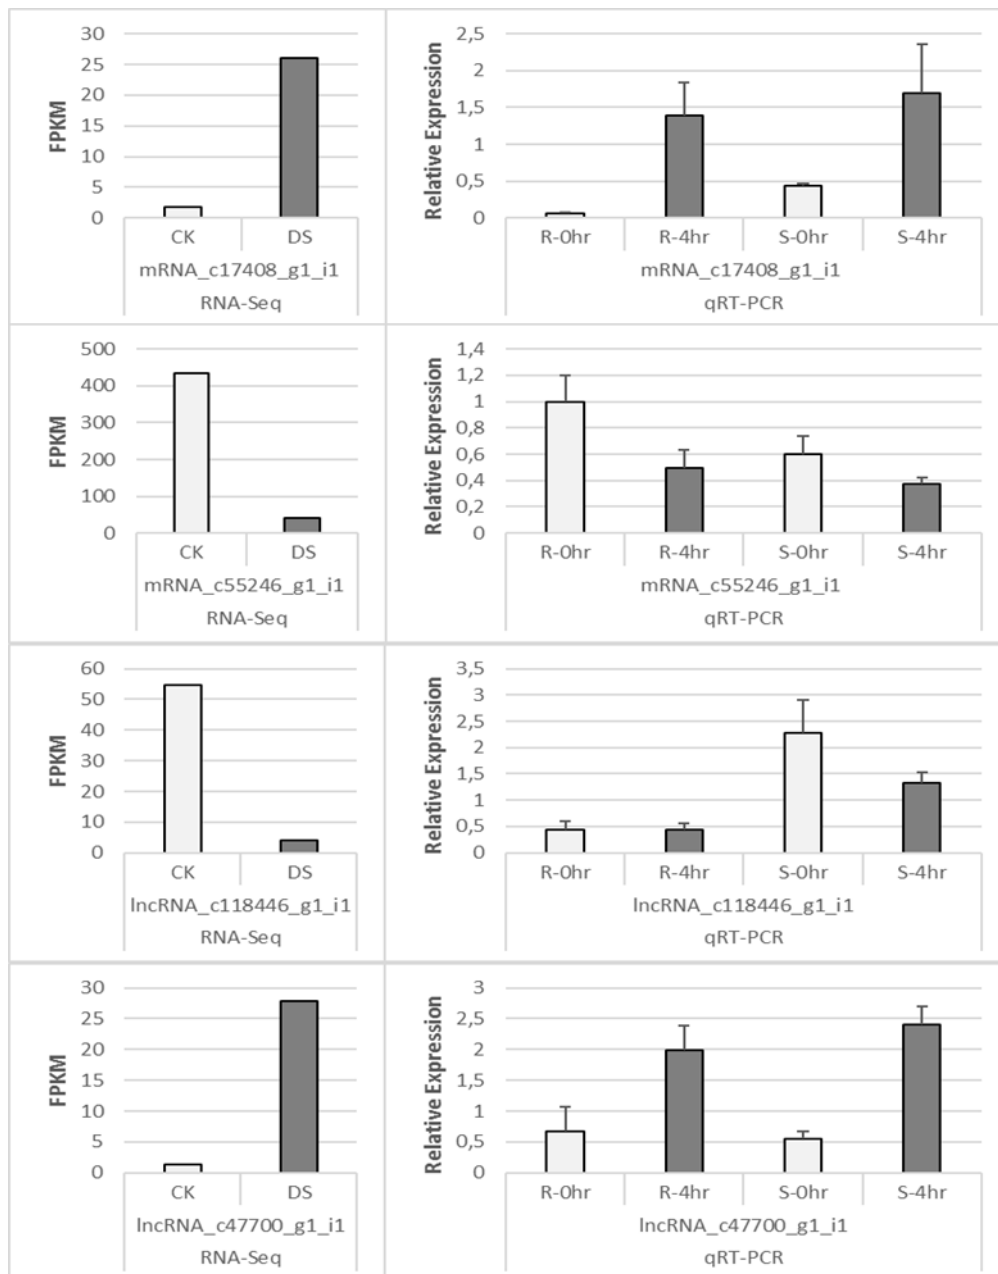 30
25
20
15
10
5
0
FPKM
CK DS
mRNA_c17408_g1_i1
RNA-Seq
2,5
2
1,5
1
0,5
0
Relative Expression
R-0hr R-4hr S-0hr S-4hr
mRNA_c17408_g1_i1
qRT-PCR
500
400
300
200
100
0
FPKM
CK DS
mRNA_c55246_g1_i1
RNA-Seq
1,4
1,2
1
0,8
0,6
0,4
0,2
0
Relative Expression
R-0hr R-4hr S-0hr S-4hr
mRNA_c55246_g1_i1
qRT-PCR
60
50
40
30
20
10
0
FPKM
CK DS
lncRNA_c118446_g1_i1
RNA-Seq
3,5
3
2,5
2
1,5
1
0,5
0
Relative Expression
R-0hr R-4hr S-0hr S-4hr
lncRNA_c118446_g1_i1
qRT-PCR
30
25
20
15
10
5
0
FPKM
CK DS
lncRNA_c47700_g1_i1
RNA-Seq
3
2,5
2
1,5
1
0,5
0
Relative Expression
R-0hr R-4hr S-0hr S-4hr
lncRNA_c47700_g1_i1
qRT-PCR